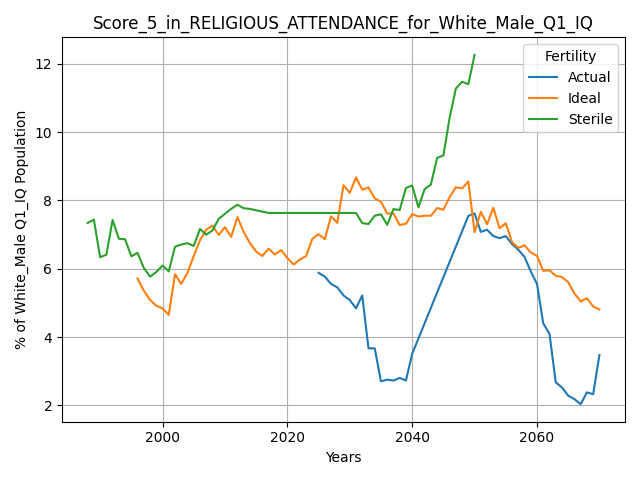 Score_5_in_RELIGIOUS_ATTENDANCE_for_White_Male_Q1_IQ
Fertility
Actual
Ideal
Sterile
% of White_Male Q1_IQ Population
12
10
8
6
4
2
2000
2020
2040
2060
Years